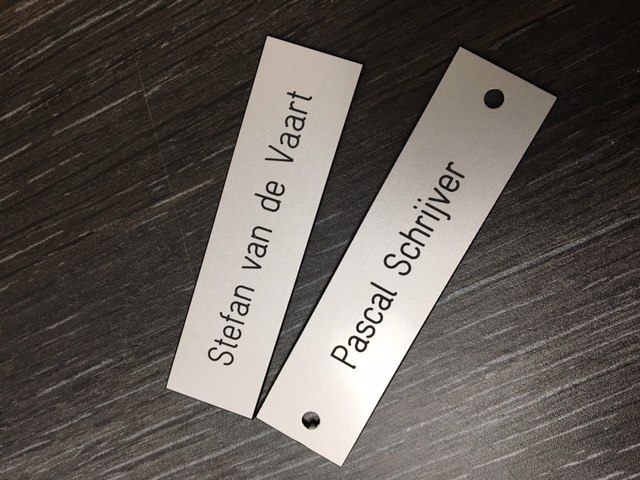 Stefan van de Vaart
Pascal Schrijver